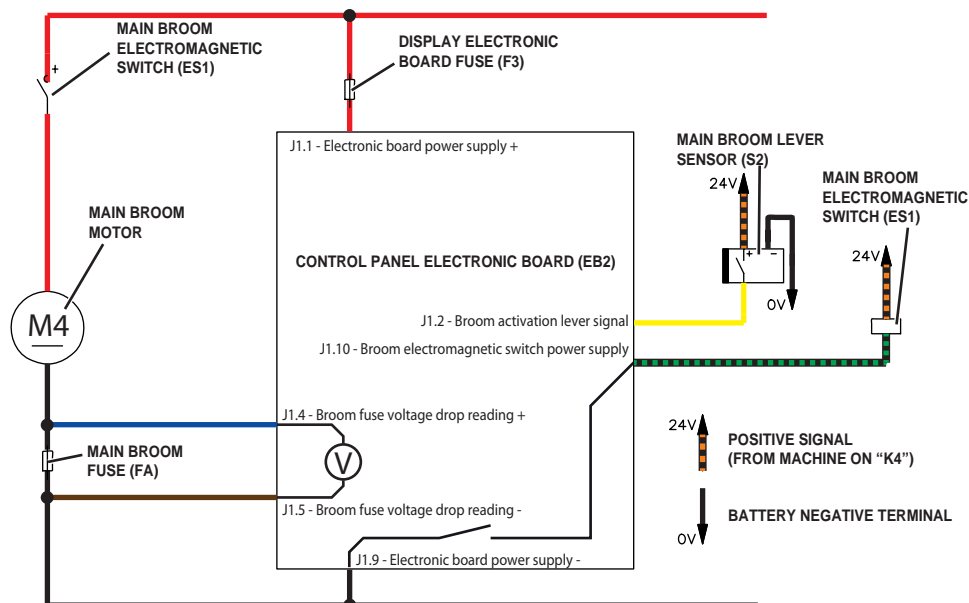 MAIN BROOM
ELECTROMAGNETIC
SWITCH (ES1)
+
DISPLAY ELECTRONIC
BOARD FUSE (F3)
J1.1 - Electronic board power supply +
MAIN BROOM LEVER
SENSOR (S2)
24V
+ -
0V
MAIN BROOM
ELECTROMAGNETIC
SWITCH (ES1)
24V
MAIN BROOM
MOTOR
M4
CONTROL PANEL ELECTRONIC BOARD (EB2)
J1.2 - Broom activation lever signal
J1.10 - Broom electromagnetic switch power supply
J1.4 - Broom fuse voltage drop reading +
V
MAIN BROOM
FUSE (FA)
J1.5 - Broom fuse voltage drop reading -
J1.9 - Electronic board power supply -
24V
POSITIVE SIGNAL
(FROM MACHINE ON “K4”)
BATTERY NEGATIVE TERMINAL
0V